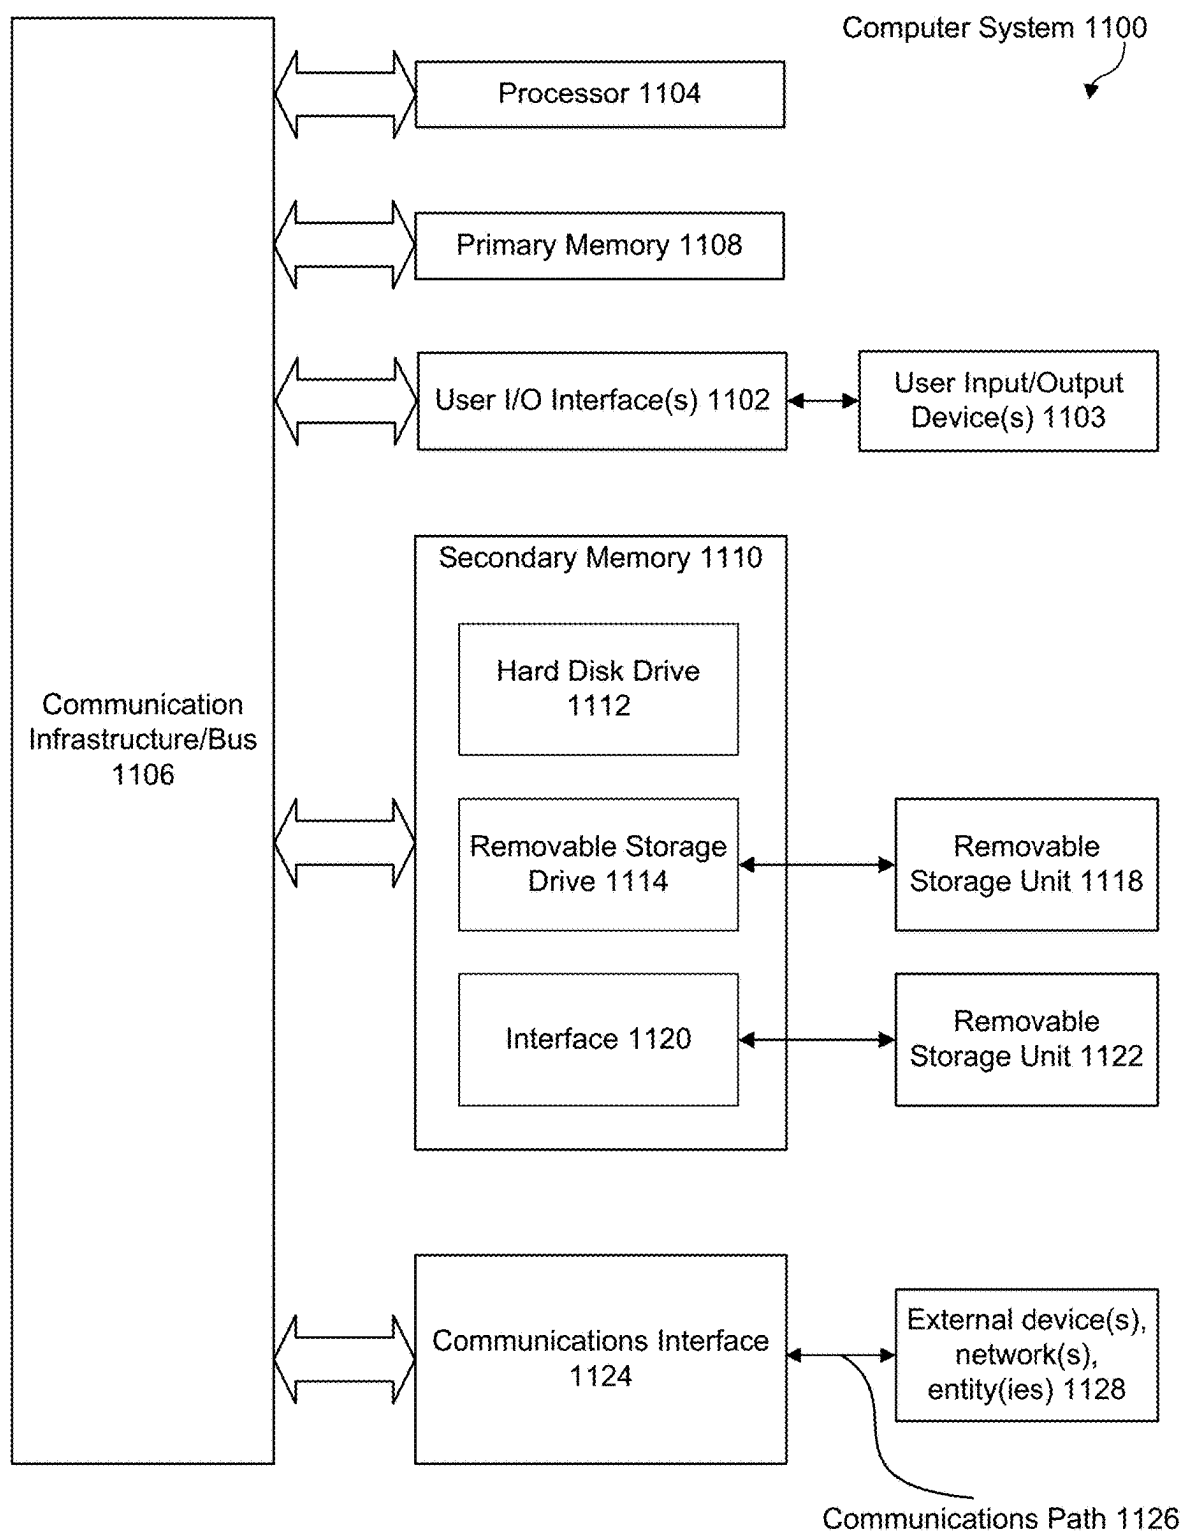 Computer System 1100
Processor 1104
Primary Memory 1108
User I/O Interface(s) 1102
User Input/Output
Device(s) 1103
Secondary Memory 1110
Hard Disk Drive
1112
Communication
Infrastructure/Bus
1106
Removable Storage
Drive 1114
Removable
Storage Unit 1118
Interface 1120
Removable
Storage Unit 1122
Communications Interface
1124
External device(s),
network(s),
entity(ies) 1128
Communications Path 1126